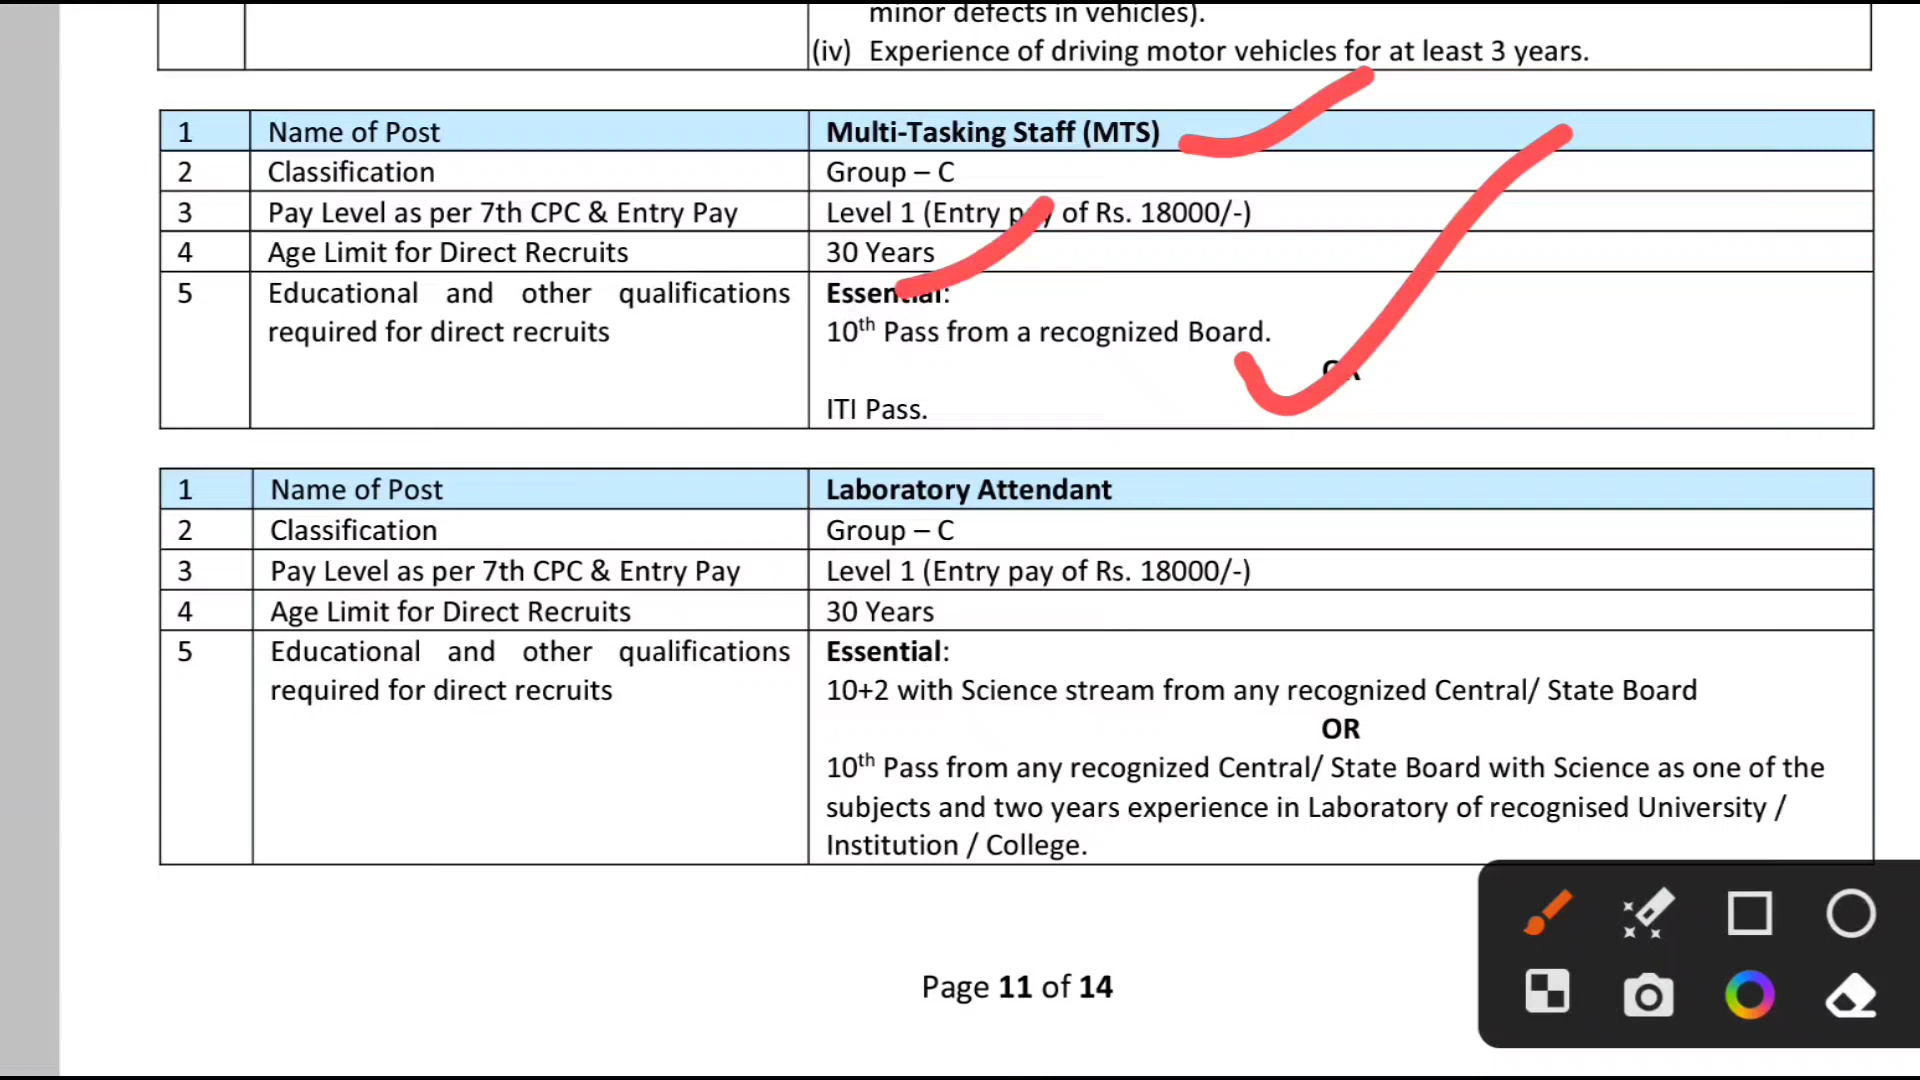 minor defects in vehicles).
(iv) Experience of driving motor vehicles for at least 3 years.
1 Name of Post Multi-Tasking Staff (MTS)
2 Classification Group – C
3 Pay Level as per 7th CPC & Entry Pay Level 1 (Entry pay of Rs. 18000/-)
4 Age Limit for Direct Recruits 30 Years
5 Educational and other qualifications Essential:
required for direct recruits 10th Pass from a recognized Board.
OR
ITI Pass.
1 Name of Post Laboratory Attendant
2 Classification Group – C
3 Pay Level as per 7th CPC & Entry Pay Level 1 (Entry pay of Rs. 18000/-)
4 Age Limit for Direct Recruits 30 Years
5 Educational and other qualifications Essential:
required for direct recruits 10+2 with Science stream from any recognized Central/ State Board
OR
10th Pass from any recognized Central/ State Board with Science as one of the
subjects and two years experience in Laboratory of recognised University /
Institution / College.
Page 11 of 14